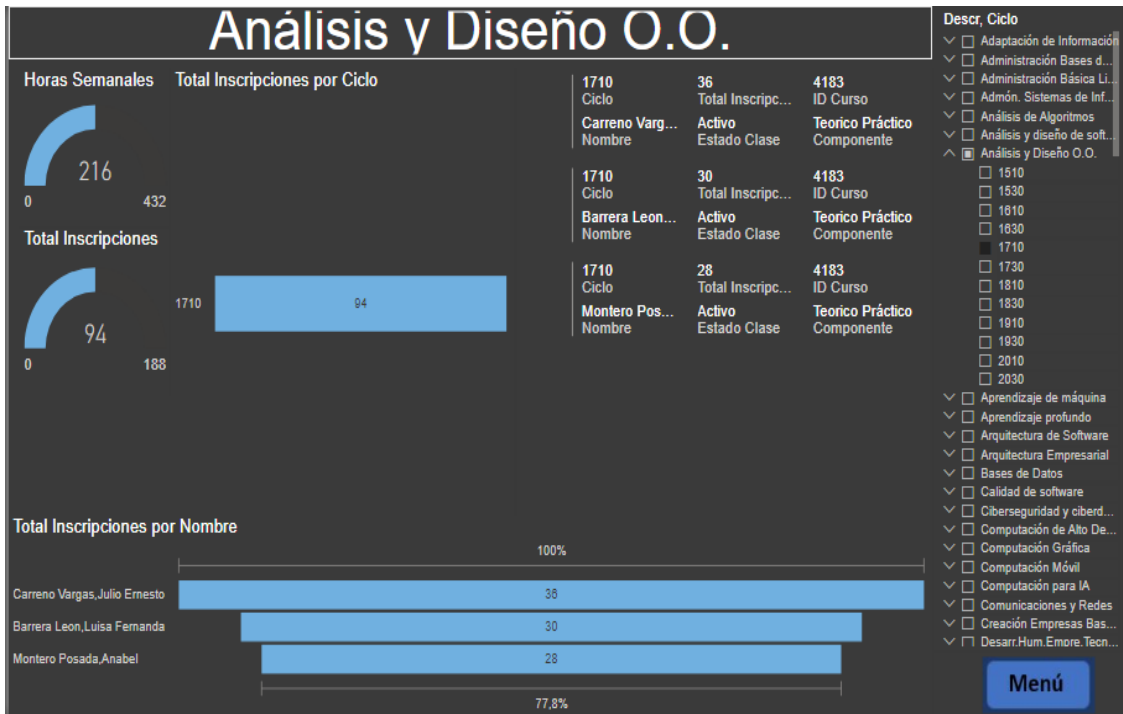 Análisis y Diseño O.O.
Horas Semanales
216
0 432
Total Inscripciones
94
0 188
Total Inscripciones por Ciclo
1710 94
1710 36 4183
Ciclo Total Inscripc... ID Curso
Carreno Varg... Activo Teorico Práctico
Nombre Estado Clase Componente
1710 30 4183
Ciclo Total Inscripc... ID Curso
Barrera Leon... Activo Teorico Práctico
Nombre Estado Clase Componente
1710 28 4183
Ciclo Total Inscripc... ID Curso
Montero Pos... Activo Teorico Práctico
Nombre Estado Clase Componente
Total Inscripciones por Nombre
100%
Carreno Vargas,Julio Ernesto 36
Barrera Leon,Luisa Fernanda 30
Montero Posada,Anabel 28
77,8%
Descr, Ciclo
Adaptación de Información
Administración Bases d...
Administración Básica Li...
Admón. Sistemas de Inf...
Análisis de Algoritmos
Análisis y diseño de soft...
Análisis y Diseño O.O.
1510
1530
1610
1630
1710
1730
1810
1830
1910
1930
2010
2030
Aprendizaje de máquina
Aprendizaje profundo
Arquitectura de Software
Arquitectura Empresarial
Bases de Datos
Calidad de software
Ciberseguridad y ciberd...
Computación de Alto De...
Computación Gráfica
Computación Móvil
Computación para IA
Comunicaciones y Redes
Creación Empresas Bas...
Desarr.Hum.Empre.Tecn...
Menú